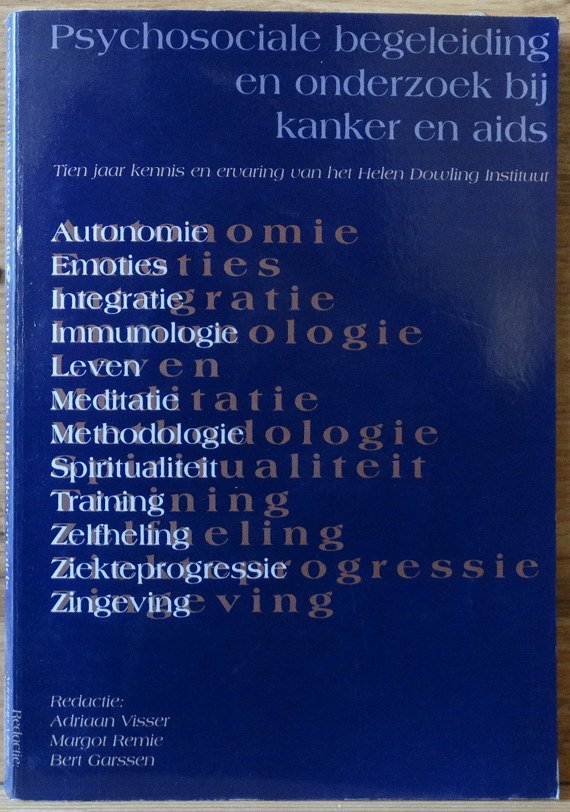 Psychosociale begeleiding
en onderzoek bij
kanker en aids
Tien jaar kennis en ervaring van het Helen Dowling Instituut
Autonomie
Emoties
Integratie
Immunologie
Leven
Meditatie
Methodologie
Spiritualiteit
Training
Zelfheling
Ziekteprogressie
Zingeving
Redactie:
Adriaan Visser
Margot Remie
Bert Garssen
Redactie: